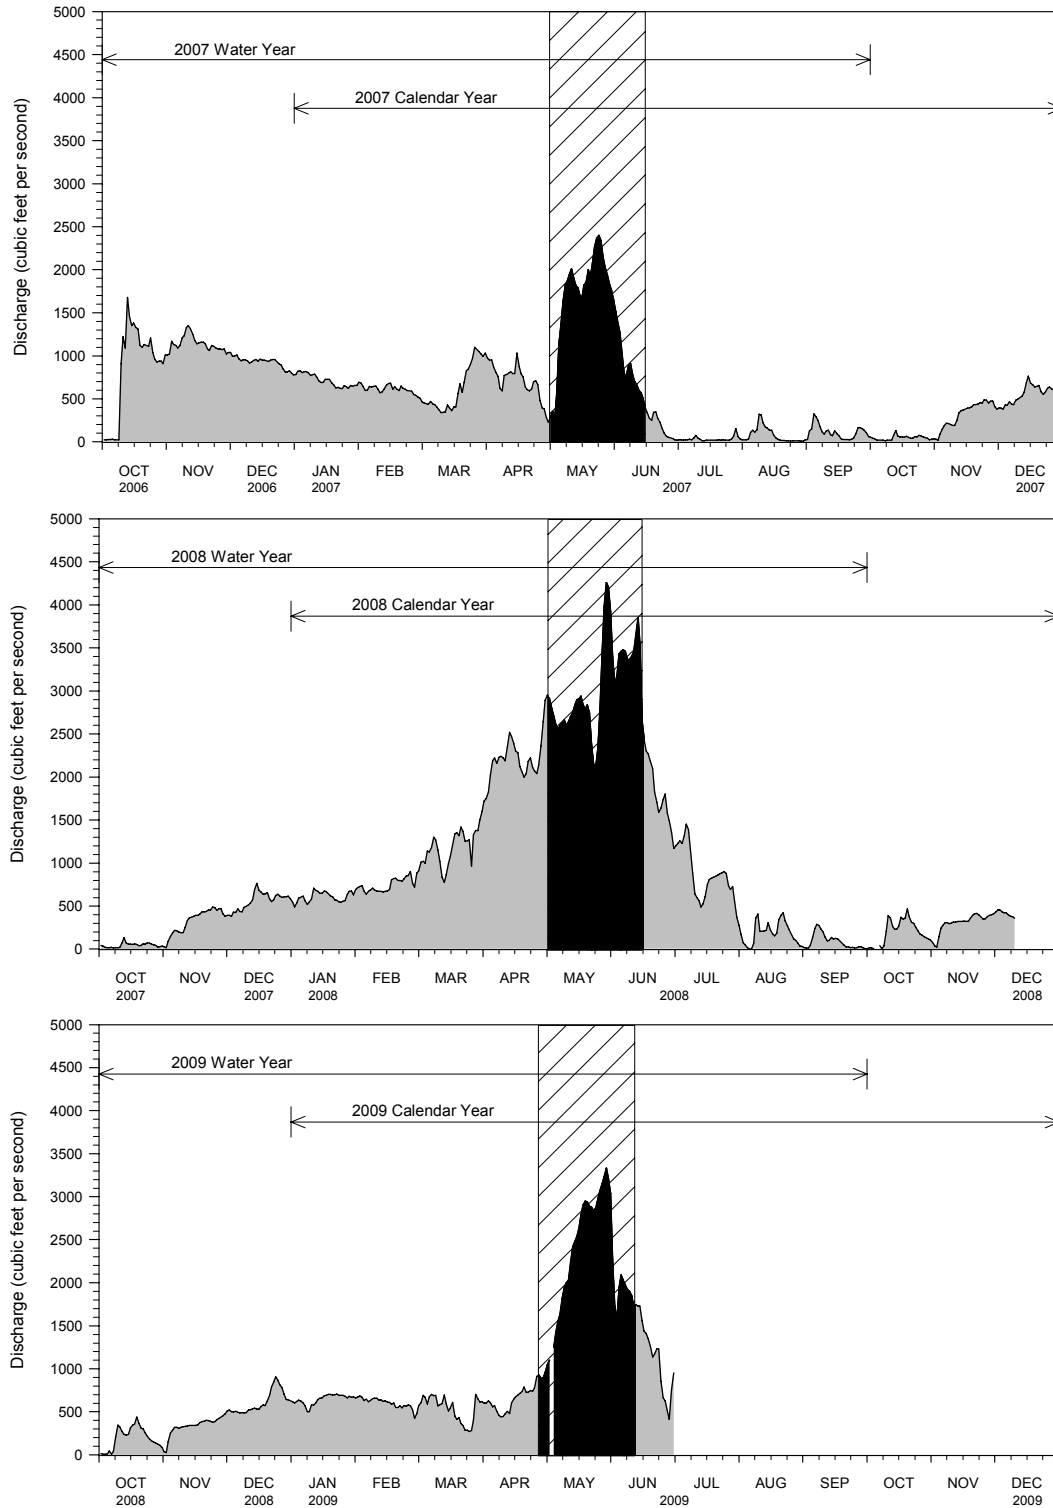 5000
2007 Water Year
4500
2007 Calendar Year
4000
3500
3000
2500
2000
1500
1000
500
0
Discharge (cubic feet per second)
OCT NOV DEC JAN FEB MAR APR MAY JUN JUL AUG SEP OCT NOV DEC
2006 2006 2007 2007 2007
5000
2008 Water Year
4500
2008 Calendar Year
4000
3500
3000
2500
2000
1500
1000
500
0
Discharge (cubic feet per second)
OCT NOV DEC JAN FEB MAR APR MAY JUN JUL AUG SEP OCT NOV DEC
2007 2007 2008 2008 2008
5000
2009 Water Year
4500
2009 Calendar Year
4000
3500
3000
2500
2000
1500
1000
500
0
Discharge (cubic feet per second)
OCT NOV DEC JAN FEB MAR APR MAY JUN JUL AUG SEP OCT NOV DEC
2008 2008 2009 2009 2009